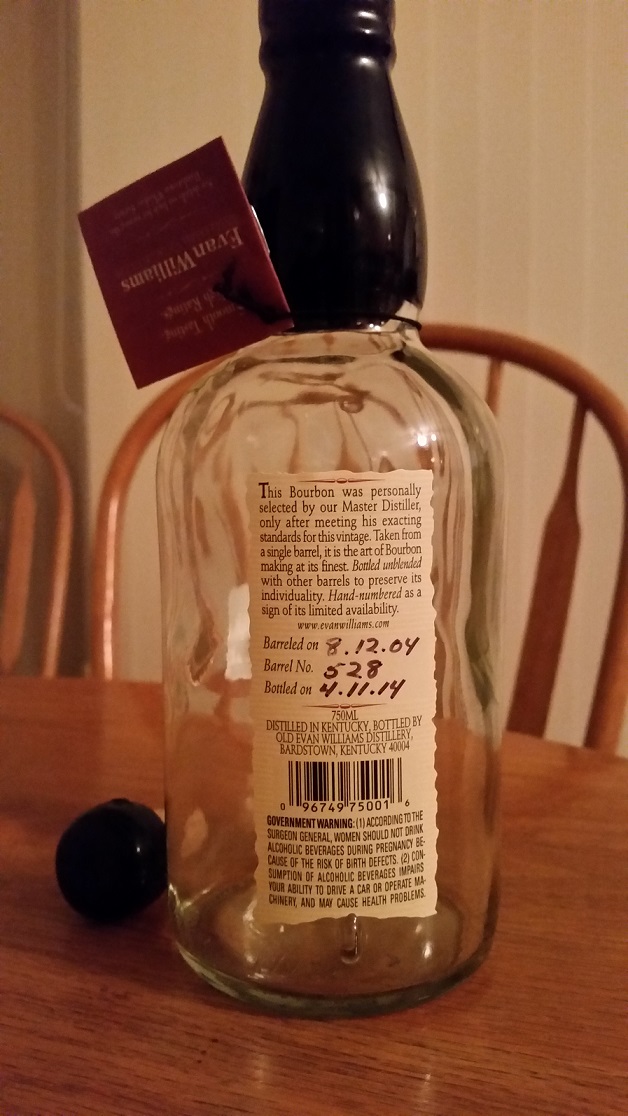 Evan Williams
This Bourbon was personally
selected by our Master Distiller,
only after meeting his exacting
standards for this vintage. Taken from
a single barrel, it is the art of Bourbon
making at its finest. Bottled unblended
with other barrels to preserve its
individuality. Hand-numbered as a
sign of its limited availability.
www.evanwilliams.com
Barreled on 8.12.04
Barrel No. 528
Bottled on 4.11.14
750ML
DISTILLED IN KENTUCKY, BOTTLED BY
OLD EVAN WILLIAMS DISTILLERY,
BARDSTOWN, KENTUCKY 40004
0 96749 75001 6
GOVERNMENT WARNING: (1) ACCORDING TO THE
SURGEON GENERAL, WOMEN SHOULD NOT DRINK
ALCOHOLIC BEVERAGES DURING PREGNANCY BE-
CAUSE OF THE RISK OF BIRTH DEFECTS. (2) CON-
SUMPTION OF ALCOHOLIC BEVERAGES IMPAIRS
YOUR ABILITY TO DRIVE A CAR OR OPERATE MA-
CHINERY, AND MAY CAUSE HEALTH PROBLEMS.